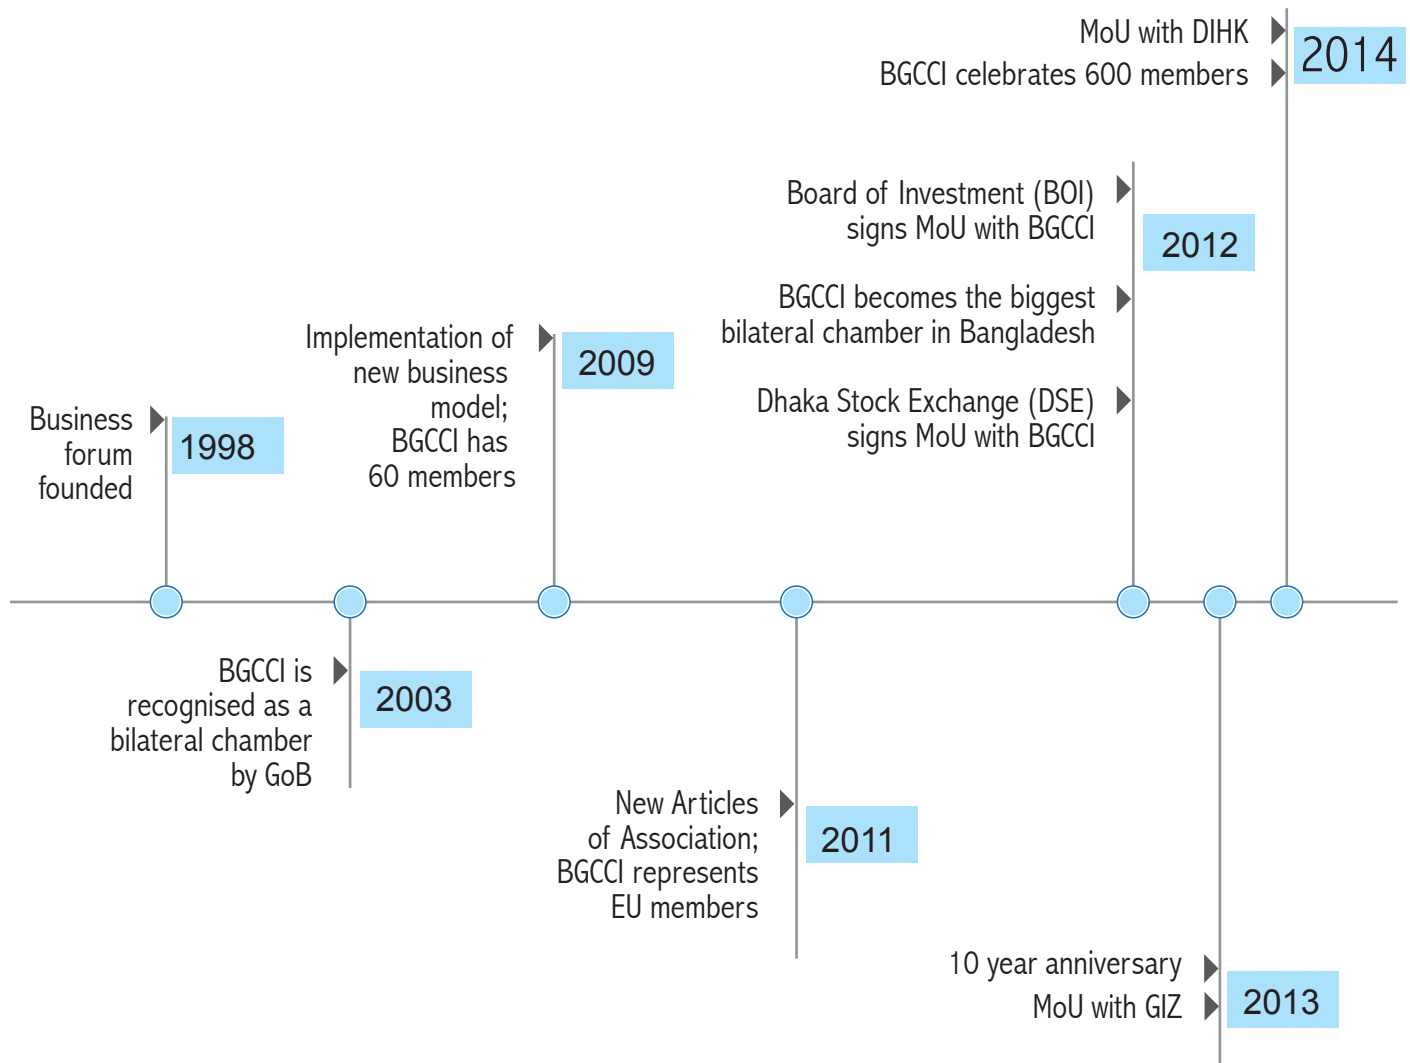 MoU with DIHK
BGCCI celebrates 600 members
2014
Board of Investment (BOI)
signs MoU with BGCCI
2012
BGCCI becomes the biggest
bilateral chamber in Bangladesh
Dhaka Stock Exchange (DSE)
signs MoU with BGCCI
Implementation of
new business
model;
BGCCI has
60 members
2009
Business
forum
founded
1998
BGCCI is
recognised as a
bilateral chamber
by GoB
2003
New Articles
of Association;
BGCCI represents
EU members
2011
10 year anniversary
MoU with GIZ
2013